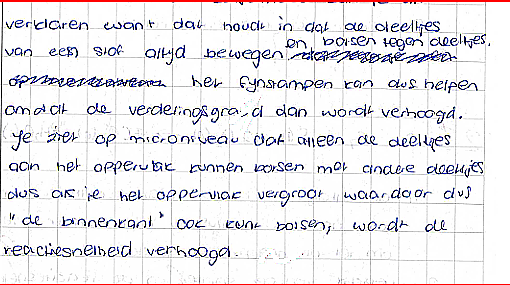 verklaren want dat houdt in dat de deeltjes
van een stof altijd bewegen en botsen tegen deeltjes.
het fijnstampen kan dus helpen
omdat de verdelingsgraad dan wordt verhoogd.
Je ziet op microniveau dat alleen de deeltjes
aan het oppervlak kunnen botsen met andere deeltjes
dus als je het oppervlak vergroot, waardoor dus
"de binnenkant" ook kunt botsen, wordt de
reactiesnelheid verhoogd.